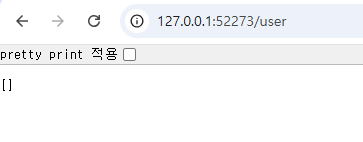 127.0.0.1:52273/user
pretty print 적용
[]